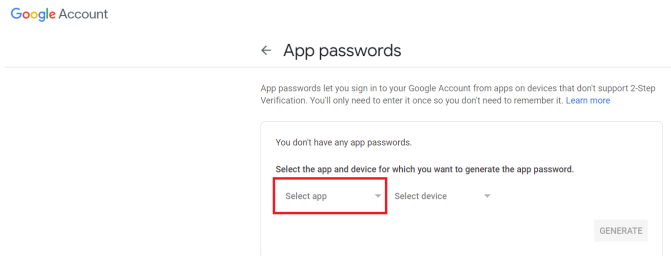 Google Account
App passwords
App passwords let you sign in to your Google Account from apps on devices that don't support 2-Step
Verification. You'll only need to enter it once so you don't need to remember it. Learn more
You don't have any app passwords.
Select the app and device for which you want to generate the app password.
Select app Select device
GENERATE